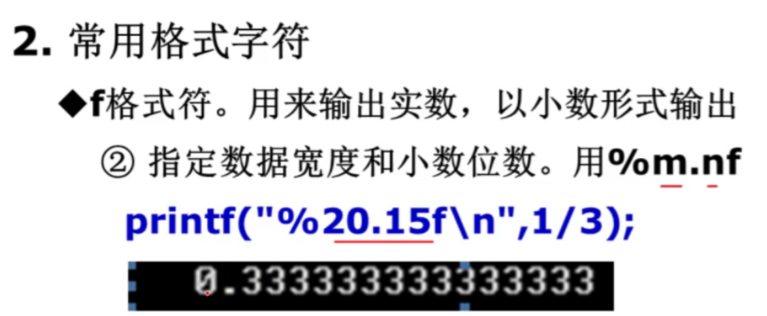 2. 常用格式字符
◆f格式符。用来输出实数，以小数形式输出
② 指定数据宽度和小数位数。用%m.nf
printf("%20.15f\n",1/3);
0.333333333333333